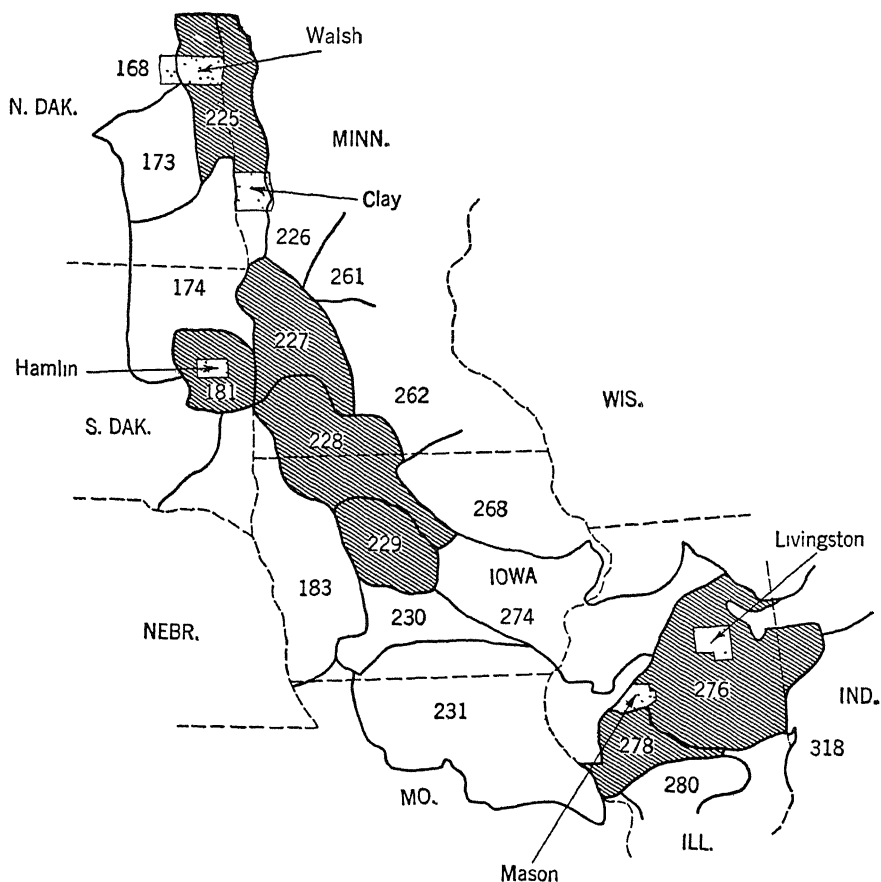 Walsh
168
N. DAK.
225
MINN.
173
Clay
226
261
174
227
Hamlin
181
262
WIS.
S. DAK.
228
268
Livingston
229
IOWA
183
274
230
NEBR.
276
IND.
231
278
318
280
MO.
ILL.
Mason